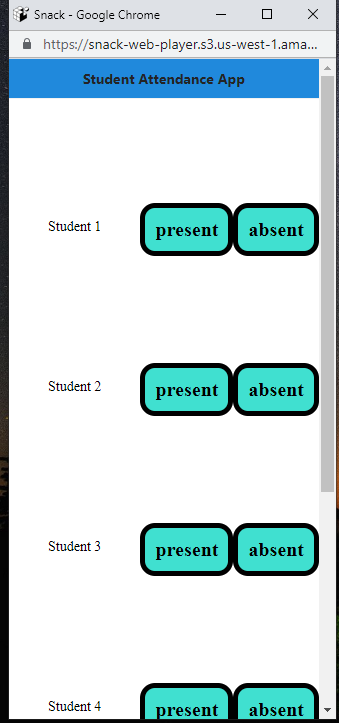 Snack - Google Chrome
https://snack-web-player.s3.us-west-1.ama...
Student Attendance App
Student 1 present absent
Student 2 present absent
Student 3 present absent
Student 4 present absent